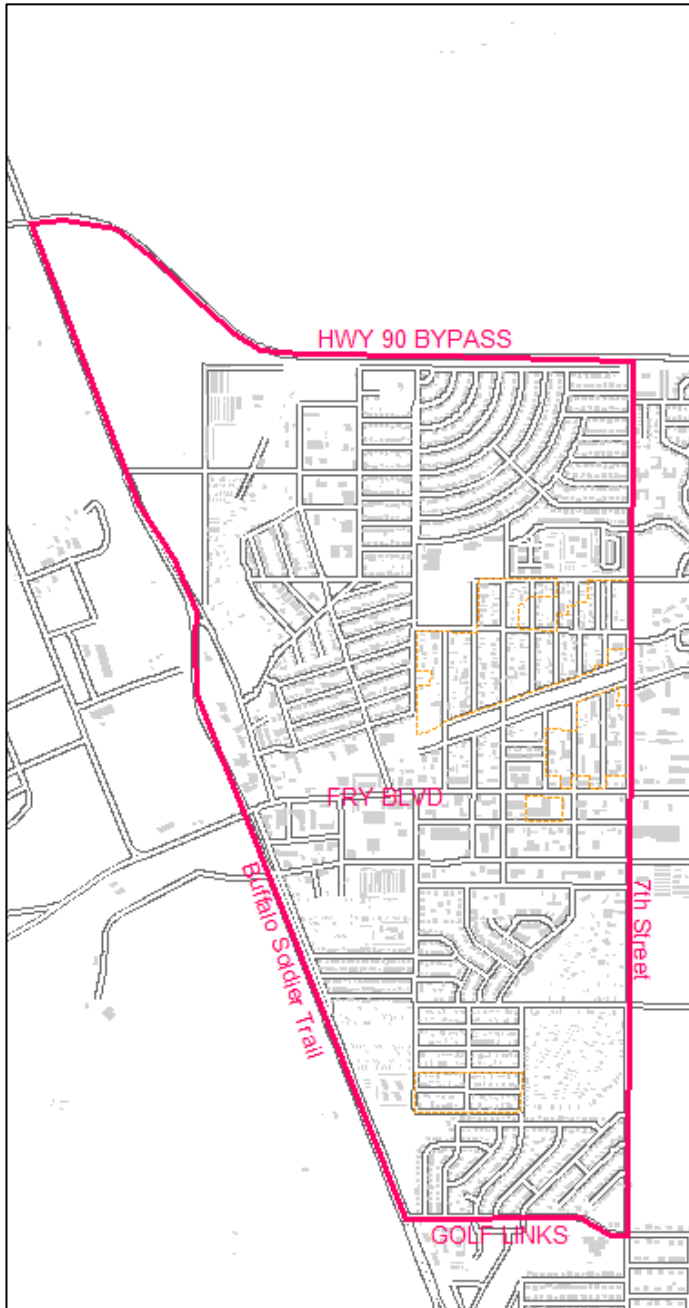 HWY 90 BYPASS
FRY BLVD
Buffalo Soldier Trail
7th Street
GOLF LINKS